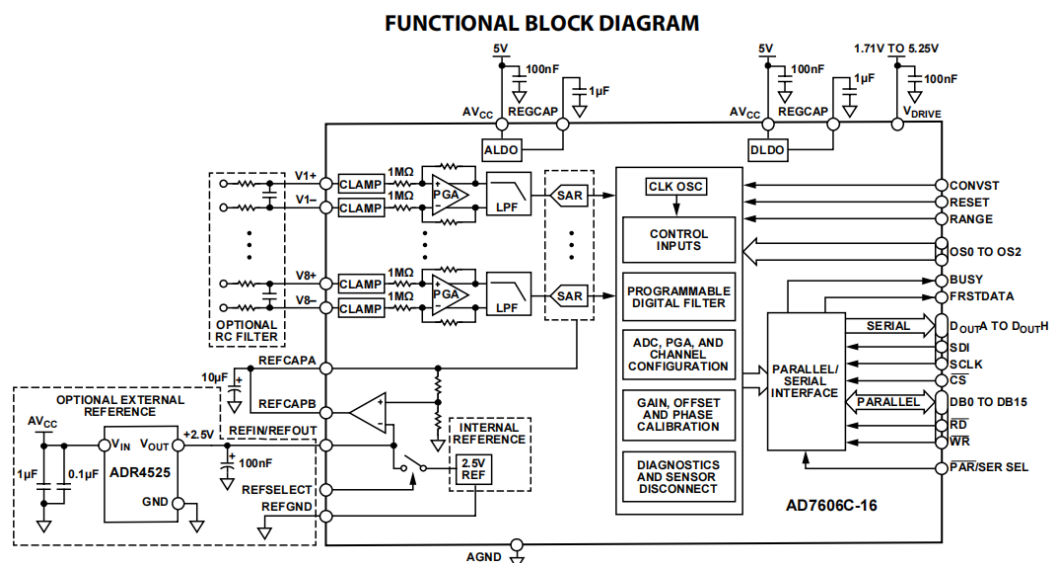 FUNCTIONAL BLOCK DIAGRAM
5V
100nF
1µF
AVCC
REGCAP
ALDO
5V
100nF
1µF
AVCC
REGCAP
DLDO
1.71V TO 5.25V
100nF
VDRIVE
V1+
CLAMP
1MΩ
PGA
+
−
LPF
SAR
V1−
CLAMP
1MΩ
V8+
CLAMP
1MΩ
PGA
+
−
LPF
SAR
V8−
CLAMP
1MΩ
OPTIONAL
RC FILTER
CLK OSC
CONTROL
INPUTS
PROGRAMMABLE
DIGITAL FILTER
ADC, PGA, AND
CHANNEL
CONFIGURATION
GAIN, OFFSET
AND PHASE
CALIBRATION
DIAGNOSTICS
AND SENSOR
DISCONNECT
PARALLEL/
SERIAL
INTERFACE
SERIAL
PARALLEL
CONVST
RESET
RANGE
OS0 TO OS2
BUSY
FRSTDATA
DOUTA TO DOUTH
SDI
SCLK
CS
DB0 TO DB15
RD
WR
PAR/SER SEL
AD7606C-16
REFCAPA
10µF
+
REFCAPB
+
−
REFIN/REFOUT
INTERNAL
REFERENCE
2.5V
REF
REFSELECT
REFGND
AGND
OPTIONAL EXTERNAL
REFERENCE
AVCC
VIN
VOUT
+2.5V
ADR4525
GND
1µF
0.1µF
+
100nF